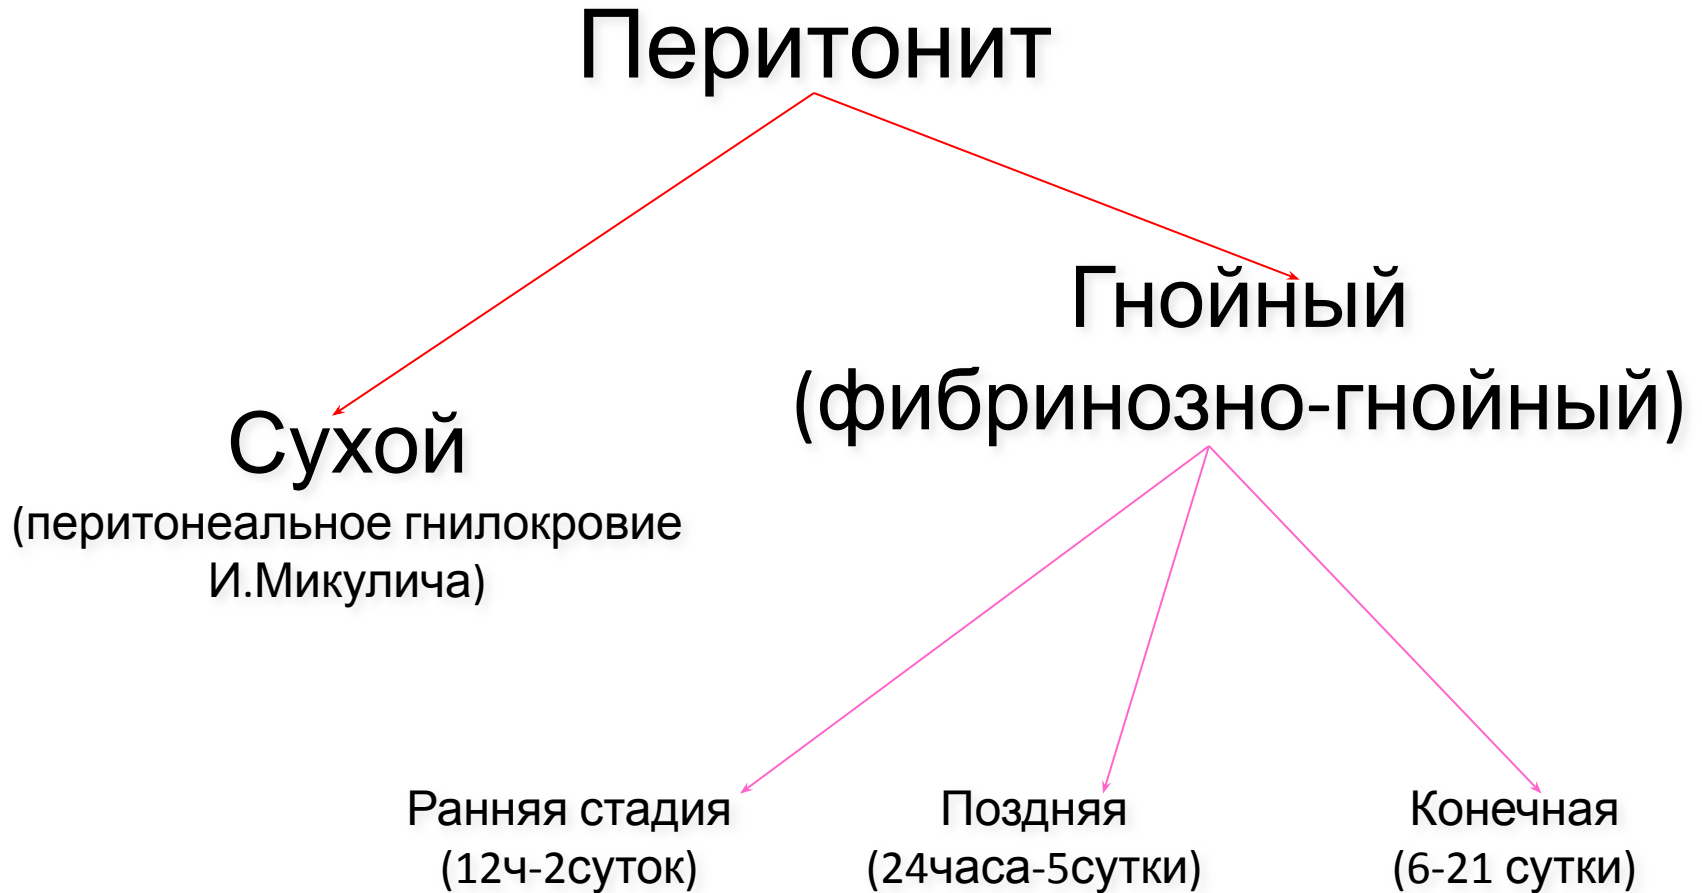 Перитонит
Гнойный
(фибринозно-гнойный)
Сухой
(перитонеальное гнилокровие
И.Микулича)
Ранняя стадия
(12ч-2суток)
Поздняя
(24часа-5сутки)
Конечная
(6-21 сутки)